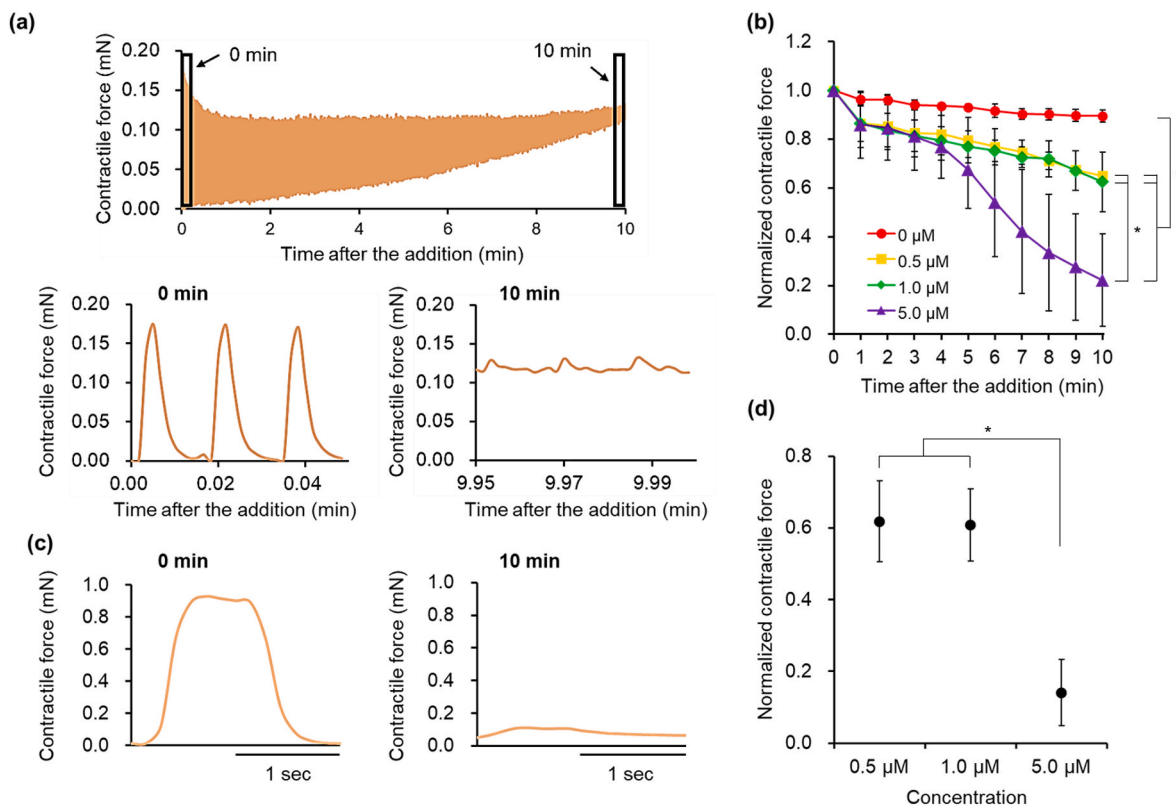 (a)
Contractile force (mN)
0.20
0.15
0.10
0.05
0.00
0 min
10 min
0 2 4 6 8 10
Time after the addition (min)
0 min
Contractile force (mN)
0.20
0.15
0.10
0.05
0.00
0.00 0.02 0.04
Time after the addition (min)
10 min
Contractile force (mN)
0.20
0.15
0.10
0.05
0.00
9.95 9.97 9.99
Time after the addition (min)
(b)
Normalized contractile force
1.2
1.0
0.8
0.6
0.4
0.2
0.0
0 μM
0.5 μM
1.0 μM
5.0 μM
*
0 1 2 3 4 5 6 7 8 9 10
Time after the addition (min)
(c)
0 min
Contractile force (mN)
1.0
0.8
0.6
0.4
0.2
0.0
1 sec
10 min
Contractile force (mN)
1.0
0.8
0.6
0.4
0.2
0.0
1 sec
(d)
Normalized contractile force
0.8
0.6
0.4
0.2
0.0
*
0.5 μM 1.0 μM 5.0 μM
Concentration